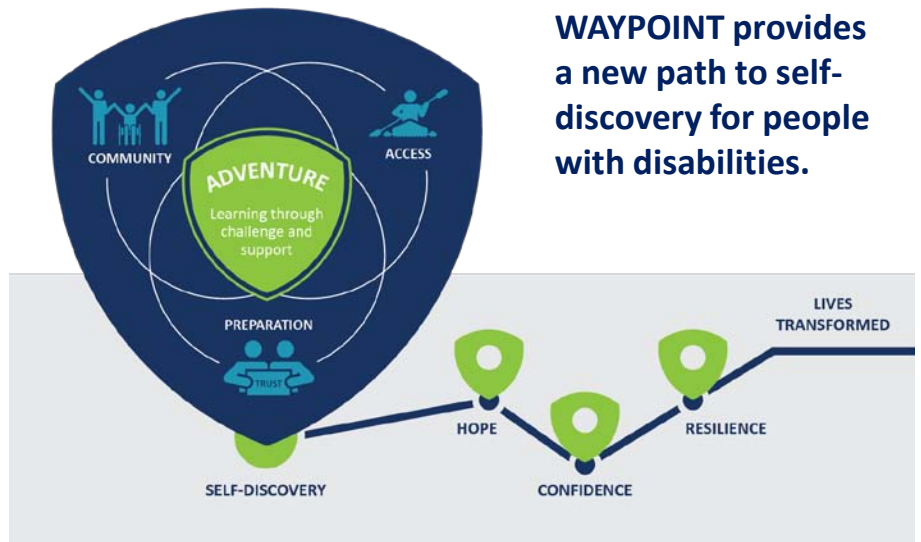 WAYPOINT provides
a new path to self-
discovery for people
with disabilities.
COMMUNITY
ACCESS
ADVENTURE
Learning through
challenge and
support
PREPARATION
TRUST
LIVES
TRANSFORMED
HOPE
RESILIENCE
SELF-DISCOVERY
CONFIDENCE